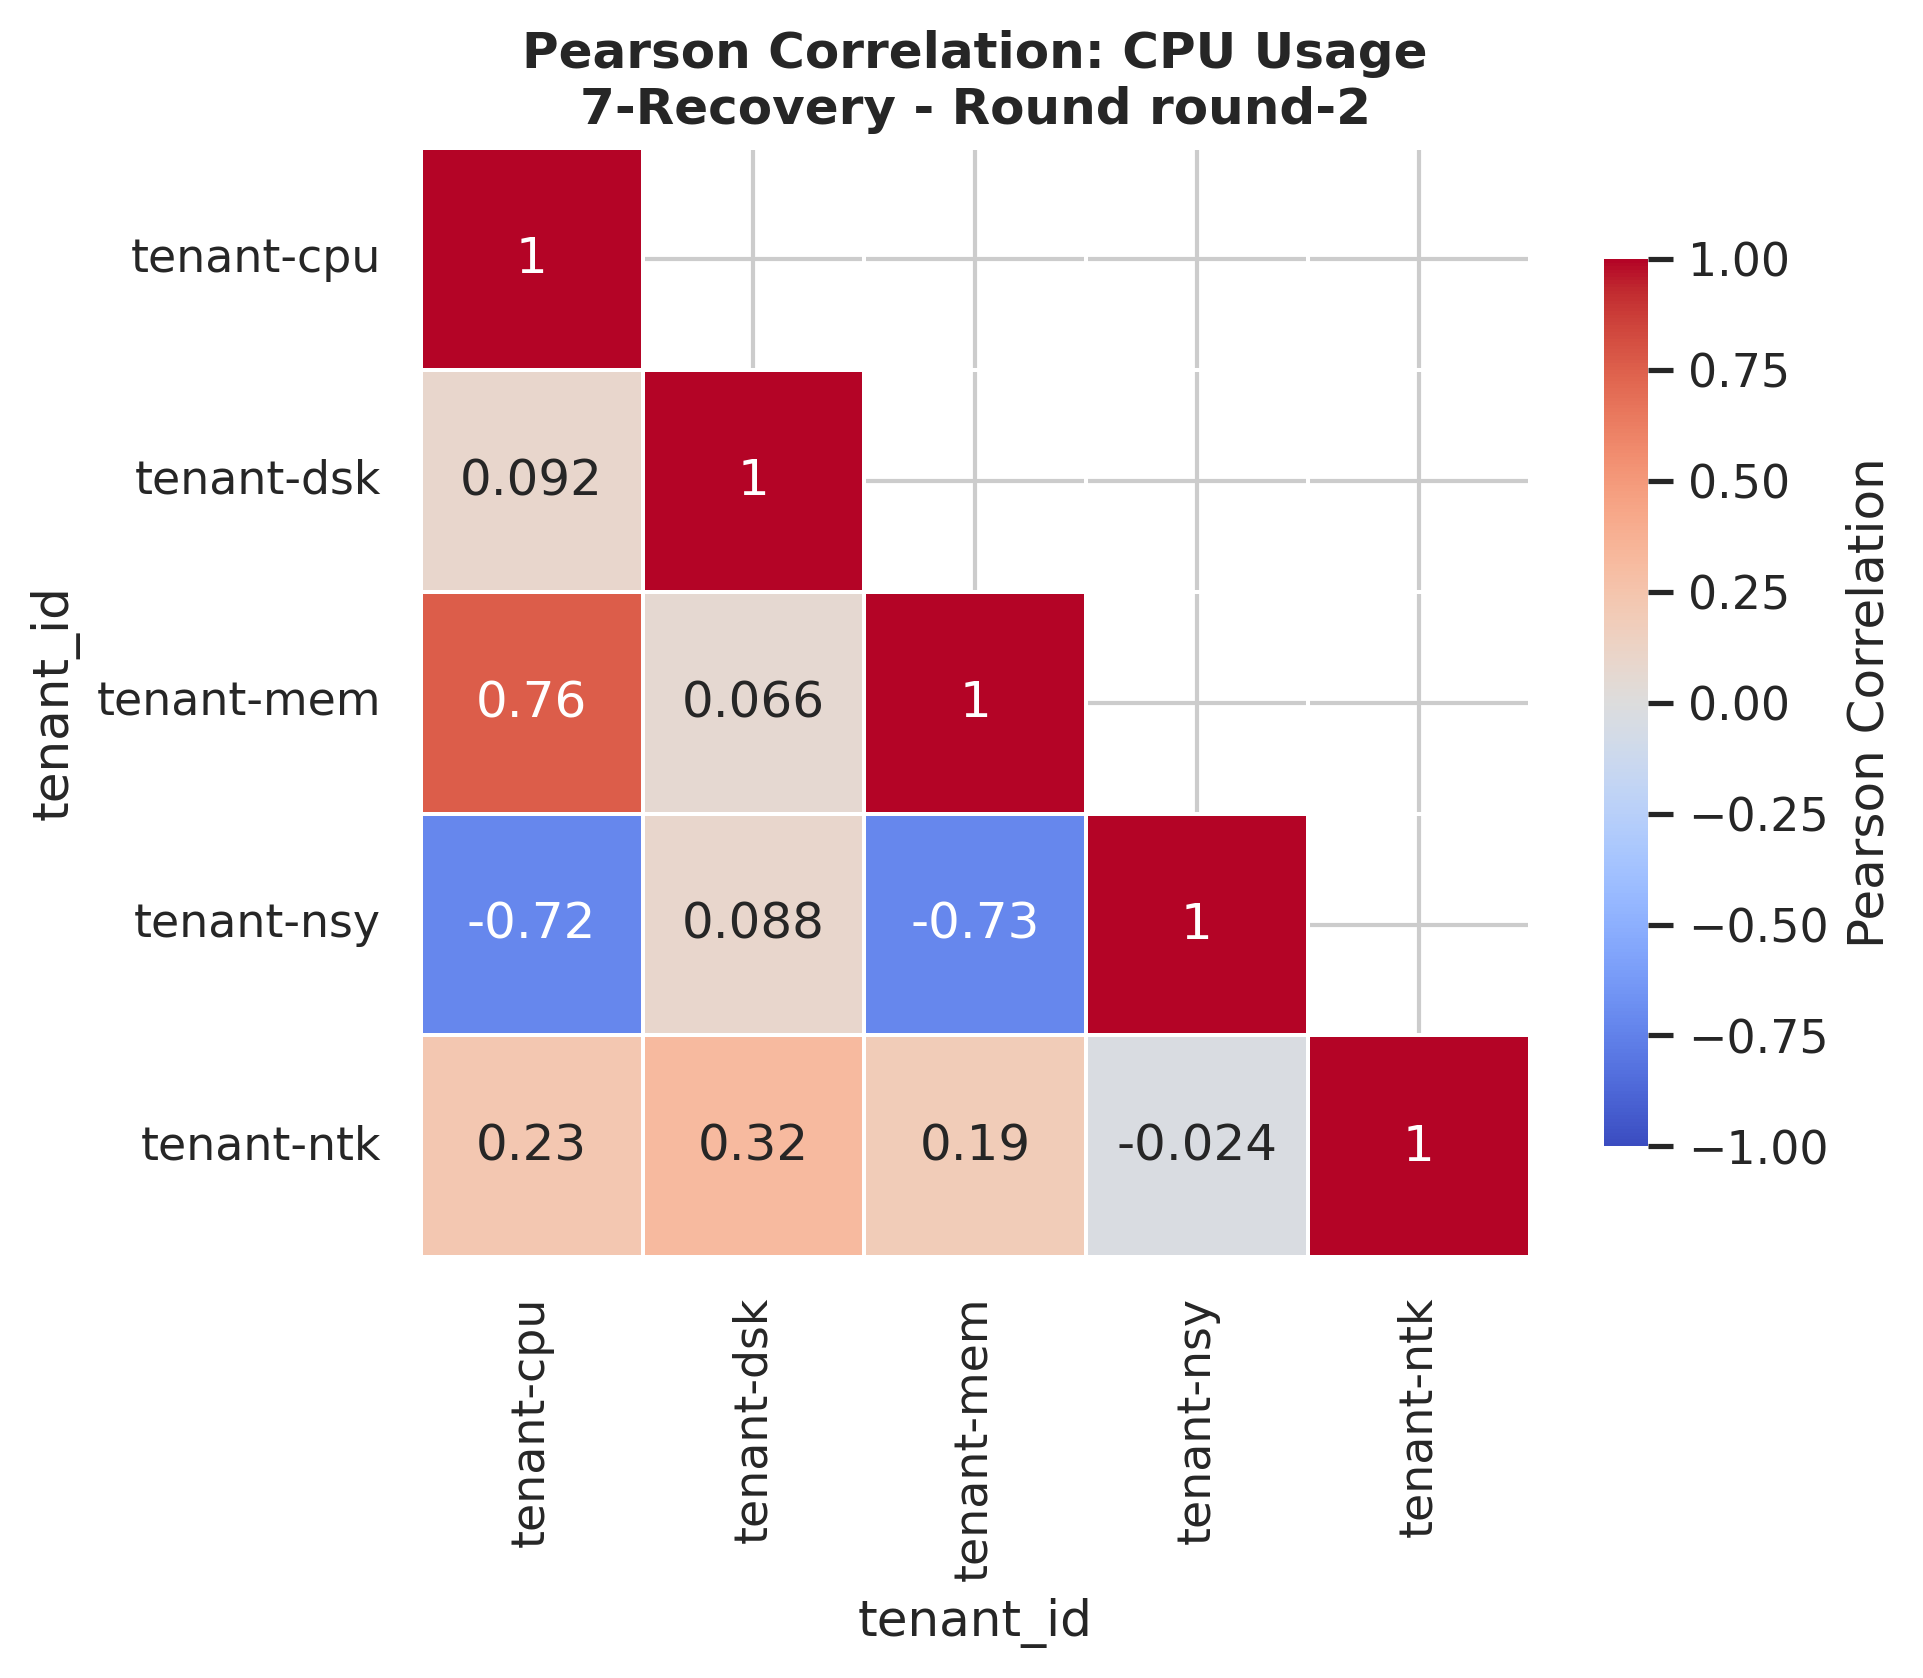 Pearson Correlation: CPU Usage
7-Recovery - Round round-2
tenant_id
tenant-cpu
1
tenant-dsk
0.092
1
tenant-mem
0.76
0.066
1
tenant-nsy
-0.72
0.088
-0.73
1
tenant-ntk
0.23
0.32
0.19
-0.024
1
tenant-cpu
tenant-dsk
tenant-mem
tenant-nsy
tenant-ntk
tenant_id
1.00
0.75
0.50
0.25
0.00
−0.25
−0.50
−0.75
−1.00
Pearson Correlation